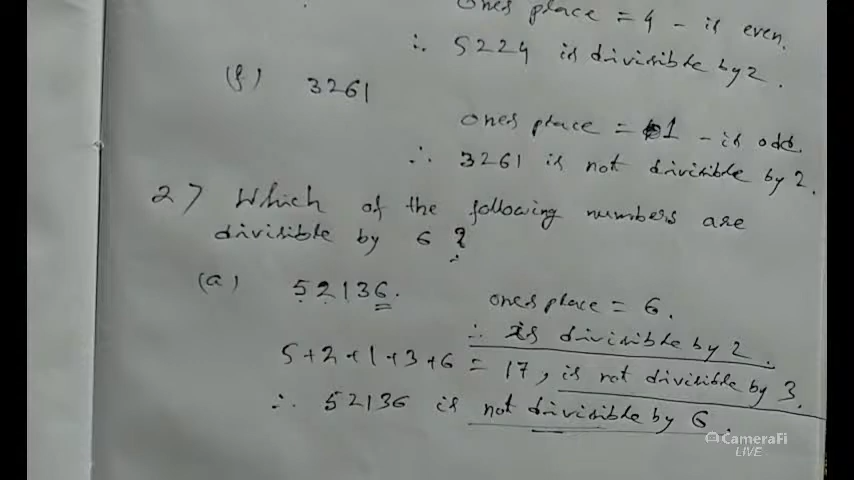 ones place = 4 - is even.
∴ 5224 is divisible by 2.
(f) 3261
ones place = 1 - is odd.
∴ 3261 is not divisible by 2.
2> Which of the following numbers are
divisible by 6 ?
(a) 52136.
ones place = 6.
∴ is divisible by 2.
5+2+1+3+6 = 17, is not divisible by 3.
∴ 52136 is not divisible by 6.
CameraFi
LIVE